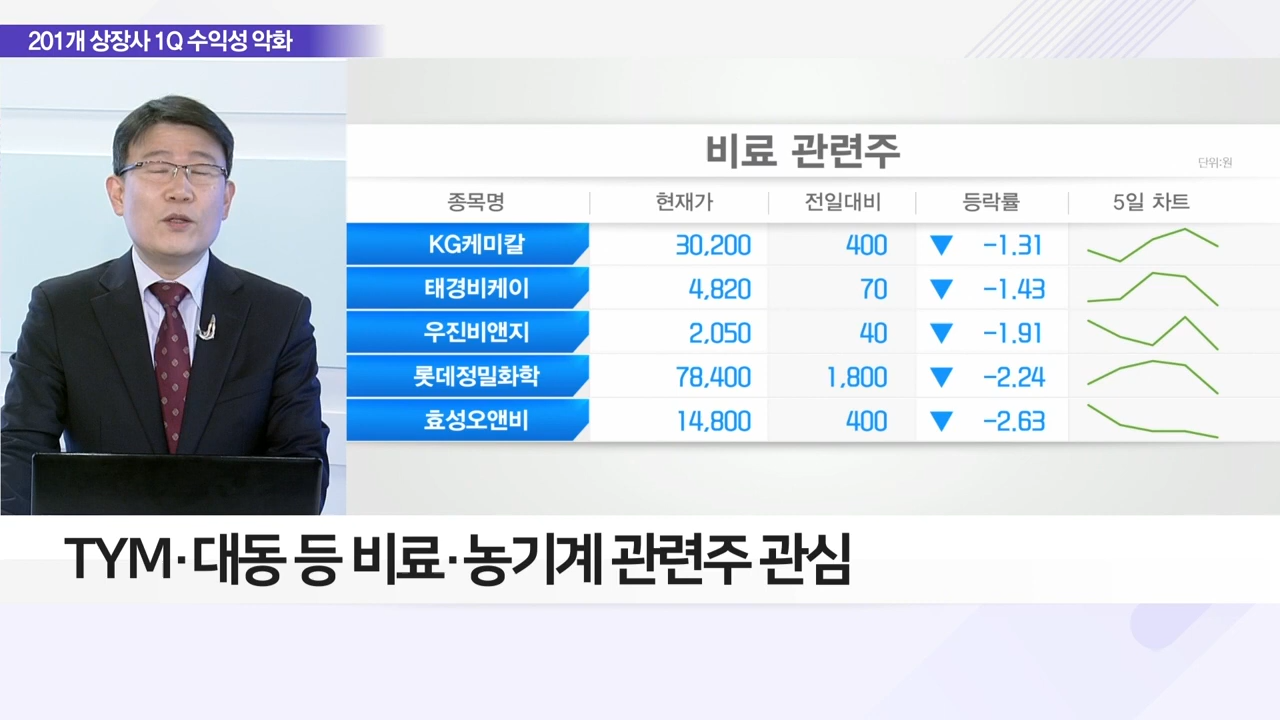 201개 상장사 1Q 수익성 악화
비료 관련주
단위:원
종목명 현재가 전일대비 등락률 5일 차트
KG케미칼 30,200 400 ▼ -1.31
태경비케이 4,820 70 ▼ -1.43
우진비앤지 2,050 40 ▼ -1.91
롯데정밀화학 78,400 1,800 ▼ -2.24
효성오앤비 14,800 400 ▼ -2.63
TYM·대동 등 비료·농기계 관련주 관심